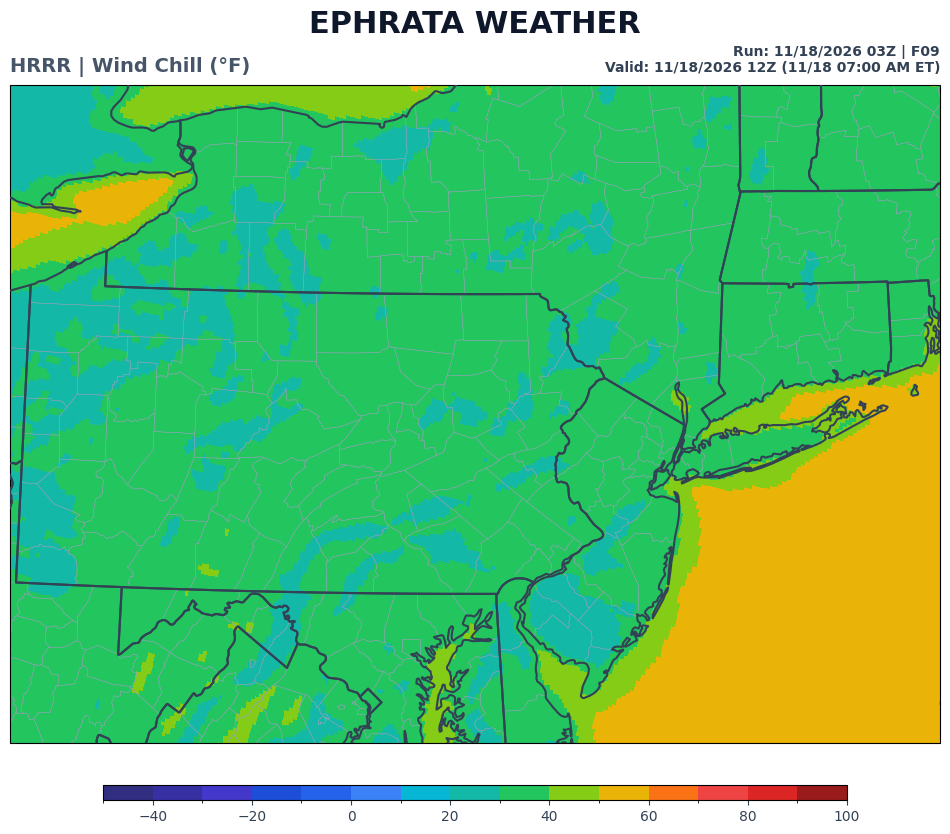 EPHRATA WEATHER
HRRR | Wind Chill (°F)
Run: 11/18/2026 03Z | F09
Valid: 11/18/2026 12Z (11/18 07:00 AM ET)
−40 −20 0 20 40 60 80 100